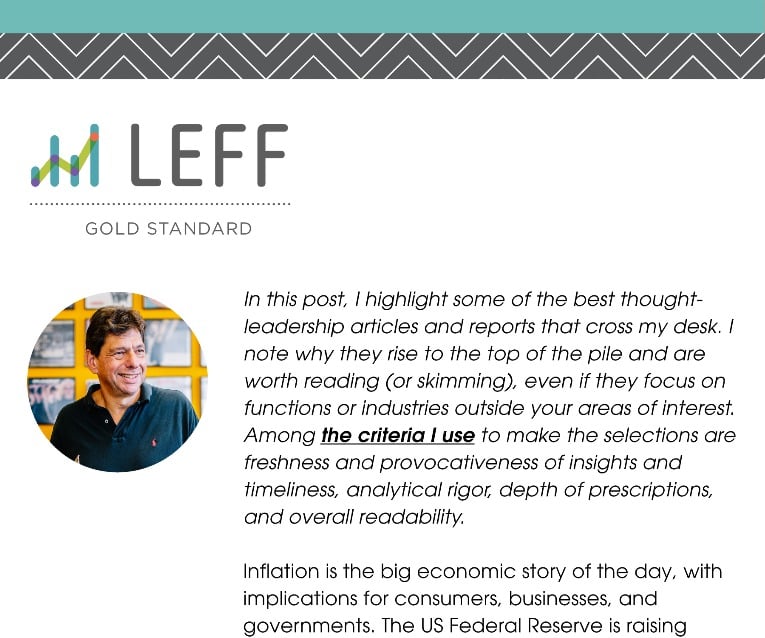 LEFF
GOLD STANDARD
In this post, I highlight some of the best thought-
leadership articles and reports that cross my desk. I
note why they rise to the top of the pile and are
worth reading (or skimming), even if they focus on
functions or industries outside your areas of interest.
Among the criteria I use to make the selections are
freshness and provocativeness of insights and
timeliness, analytical rigor, depth of prescriptions,
and overall readability.
Inflation is the big economic story of the day, with
implications for consumers, businesses, and
governments. The US Federal Reserve is raising